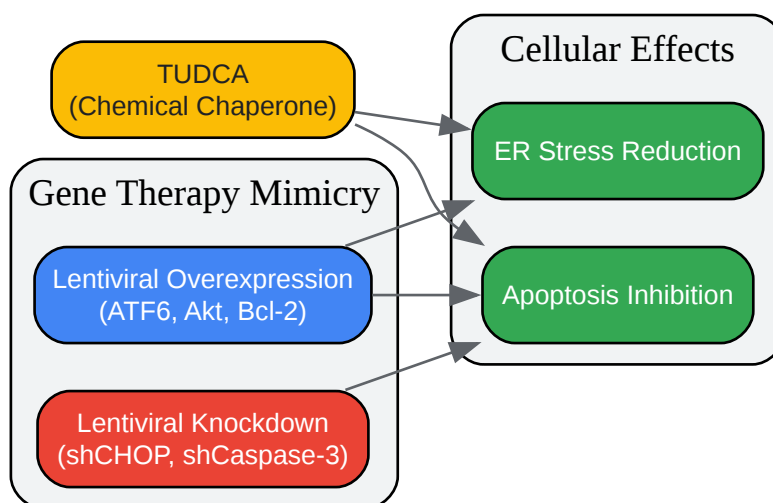 TUDCA
(Chemical Chaperone)
Gene Therapy Mimicry
Lentiviral Overexpression
(ATF6, Akt, Bcl-2)
Lentiviral Knockdown
(shCHOP, shCaspase-3)
Cellular Effects
ER Stress Reduction
Apoptosis Inhibition